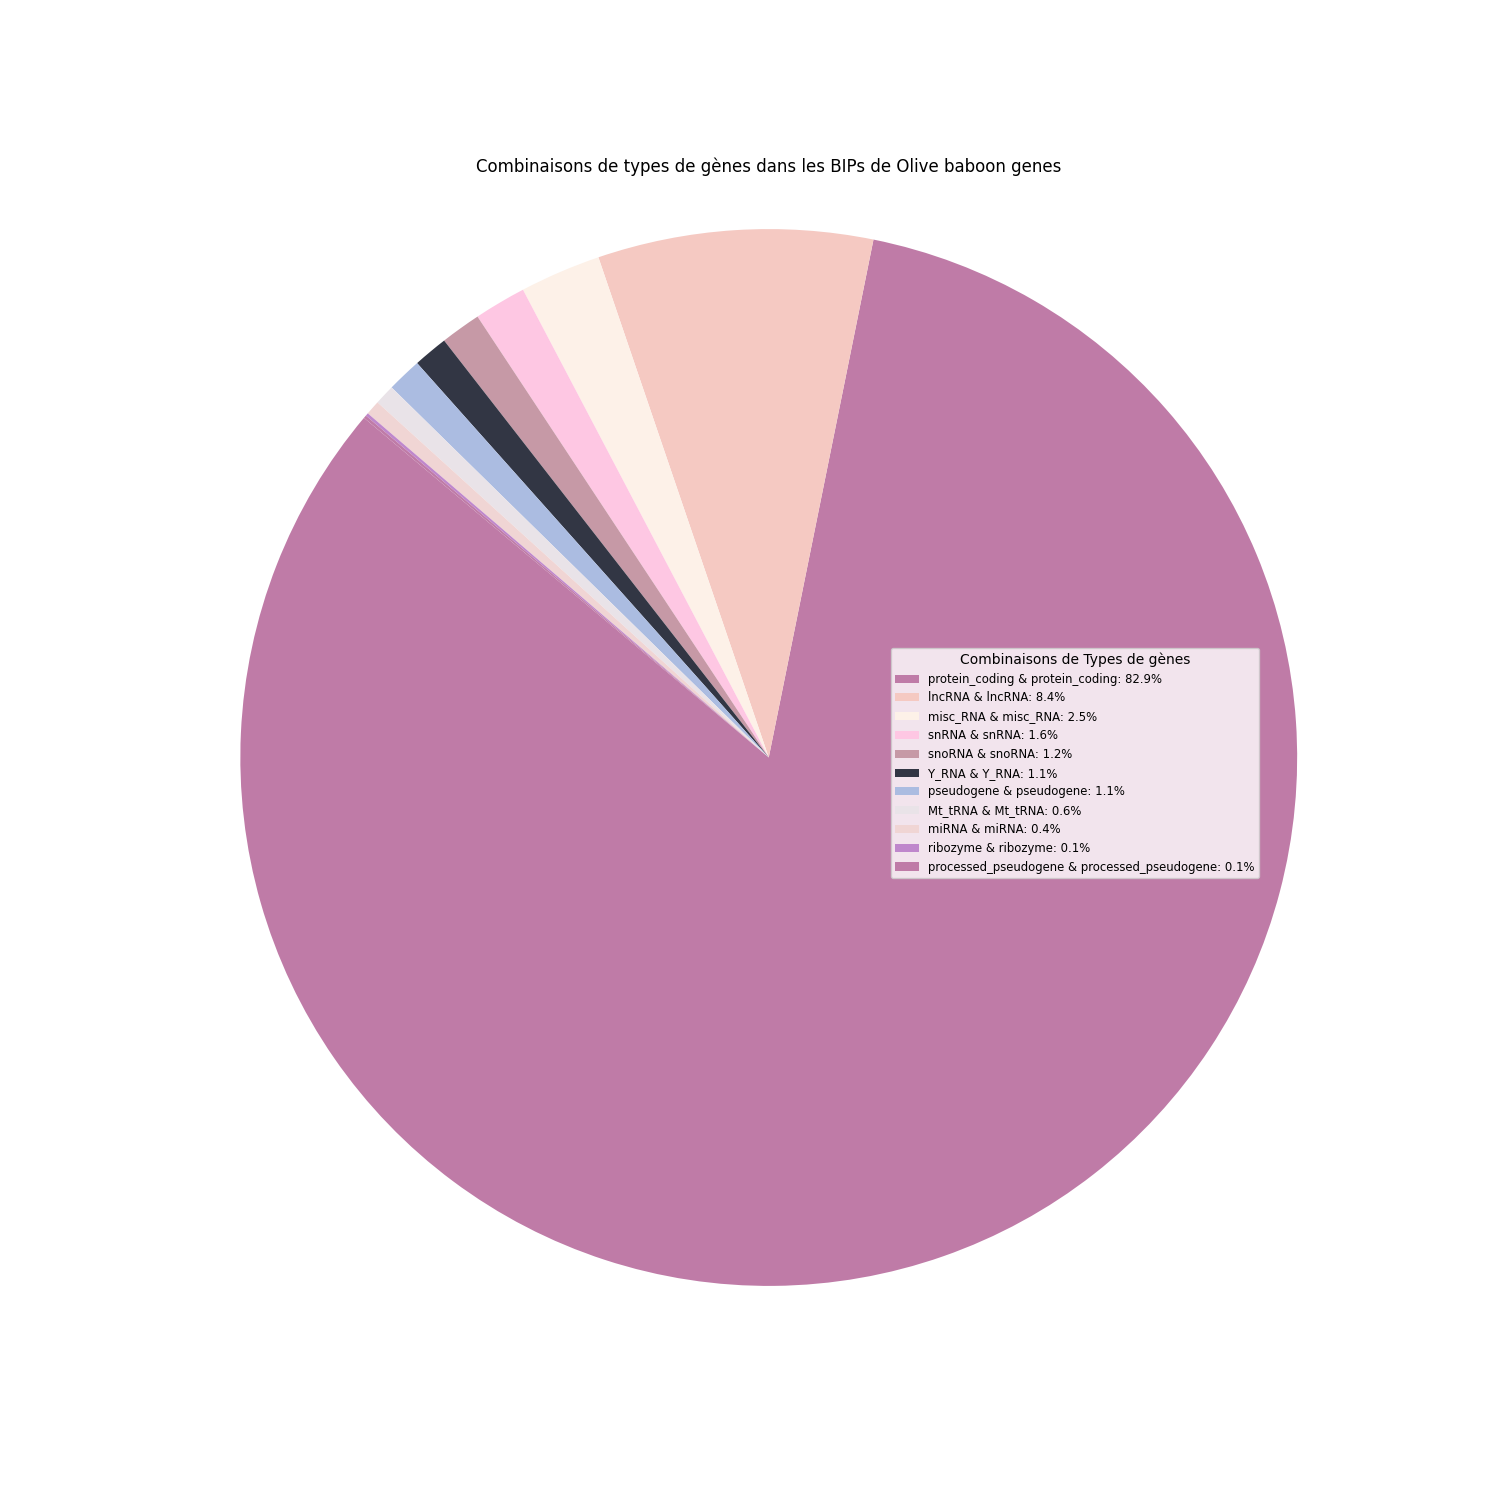 Combinaisons de types de gènes dans les BIPs de Olive baboon genes
Combinaisons de Types de gènes
protein_coding & protein_coding: 82.9%
lncRNA & lncRNA: 8.4%
misc_RNA & misc_RNA: 2.5%
snRNA & snRNA: 1.6%
snoRNA & snoRNA: 1.2%
Y_RNA & Y_RNA: 1.1%
pseudogene & pseudogene: 1.1%
Mt_tRNA & Mt_tRNA: 0.6%
miRNA & miRNA: 0.4%
ribozyme & ribozyme: 0.1%
processed_pseudogene & processed_pseudogene: 0.1%